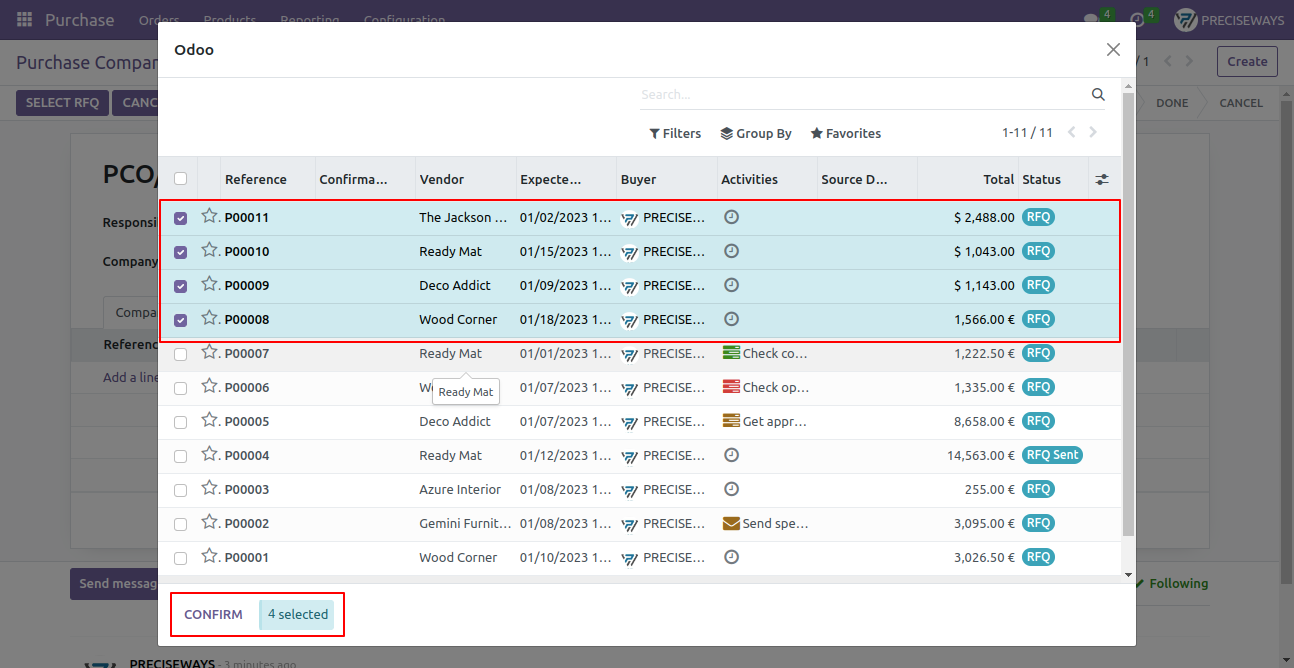 Purchase Orders Products Reporting Configuration 4 4 PRECISEWAYS
Odoo
Purchase Compar / 1 Create
SELECT RFQ CANC DONE CANCEL
Search...
Filters Group By Favorites 1-11 / 11
PCO/
Reference Confirma... Vendor Expecte... Buyer Activities Source D... Total Status
P00011 The Jackson ... 01/02/2023 1... PRECISE... $ 2,488.00 RFQ
Responsi
P00010 Ready Mat 01/15/2023 1... PRECISE... $ 1,043.00 RFQ
Company
P00009 Deco Addict 01/09/2023 1... PRECISE... $ 1,143.00 RFQ
Compa
P00008 Wood Corner 01/18/2023 1... PRECISE... 1,566.00 € RFQ
Referenc
P00007 Ready Mat 01/01/2023 1... PRECISE... Check co... 1,222.50 € RFQ
Add a line
P00006 Wo 01/07/2023 1... PRECISE... Check op... 1,335.00 € RFQ
Ready Mat
P00005 Deco Addict 01/07/2023 1... PRECISE... Get appr... 8,658.00 € RFQ
P00004 Ready Mat 01/12/2023 1... PRECISE... 14,563.00 € RFQ Sent
P00003 Azure Interior 01/08/2023 1... PRECISE... 255.00 € RFQ
P00002 Gemini Furnit... 01/08/2023 1... PRECISE... Send spe... 3,095.00 € RFQ
P00001 Wood Corner 01/10/2023 1... PRECISE... 3,026.50 € RFQ
Send messag Following
CONFIRM 4 selected
PRECISEWAYS - 3 minutes ago